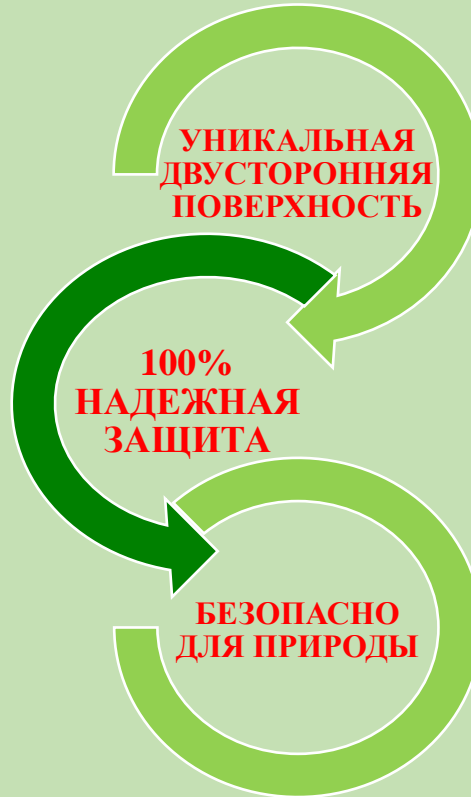 УНИКАЛЬНАЯ
ДВУСТОРОННЯЯ
ПОВЕРХНОСТЬ
100%
НАДЕЖНАЯ
ЗАЩИТА
БЕЗОПАСНО
ДЛЯ ПРИРОДЫ